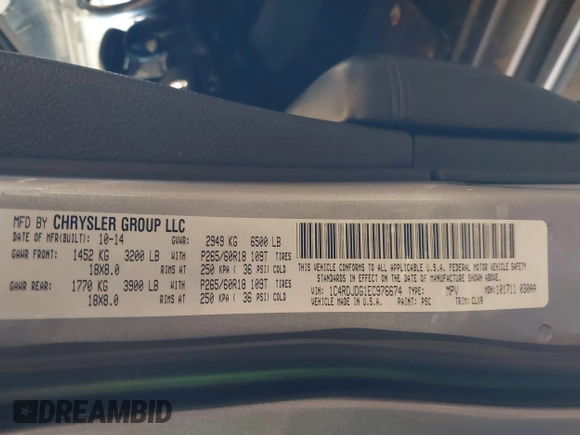 MFD BY CHRYSLER GROUP LLC
DATE OF MFR(BUILT): 10-14 GVWR: 2949 KG 6500 LB
GAWR FRONT: 1452 KG 3200 LB P265/60R18 109T TIRES
18X8.0 RIMS AT 250 KPA ( 36 PSI) COLD
GAWR REAR: 1770 KG 3900 LB P265/60R18 109T TIRES
18X8.0 RIMS AT 250 KPA ( 36 PSI) COLD
THIS VEHICLE CONFORMS TO ALL APPLICABLE U.S.A. FEDERAL MOTOR VEHICLE SAFETY
STANDARDS IN EFFECT ON THE DATE OF MANUFACTURE SHOWN ABOVE.
VIN: 1C4RDJDG1EC976674 TYPE: MPV MDH: 101711 030AA
MADE IN U.S.A. PAINT: PSC TRIM: CLX9
DREAMBID